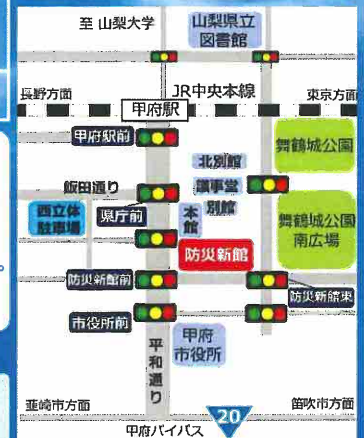 至 山梨大学
山梨県立
図書館
長野方面
JR中央本線
東京方面
甲府駅
甲府駅前
舞鶴城公園
北別館
飯田通り
議事堂
県庁前
別館
西立体
駐車場
本館
舞鶴城公園
南広場
防災新館
防災新館前
防災新館東
市役所前
甲府
市役所
平和通り
韮崎市方面
笛吹市方面
20
甲府バイパス